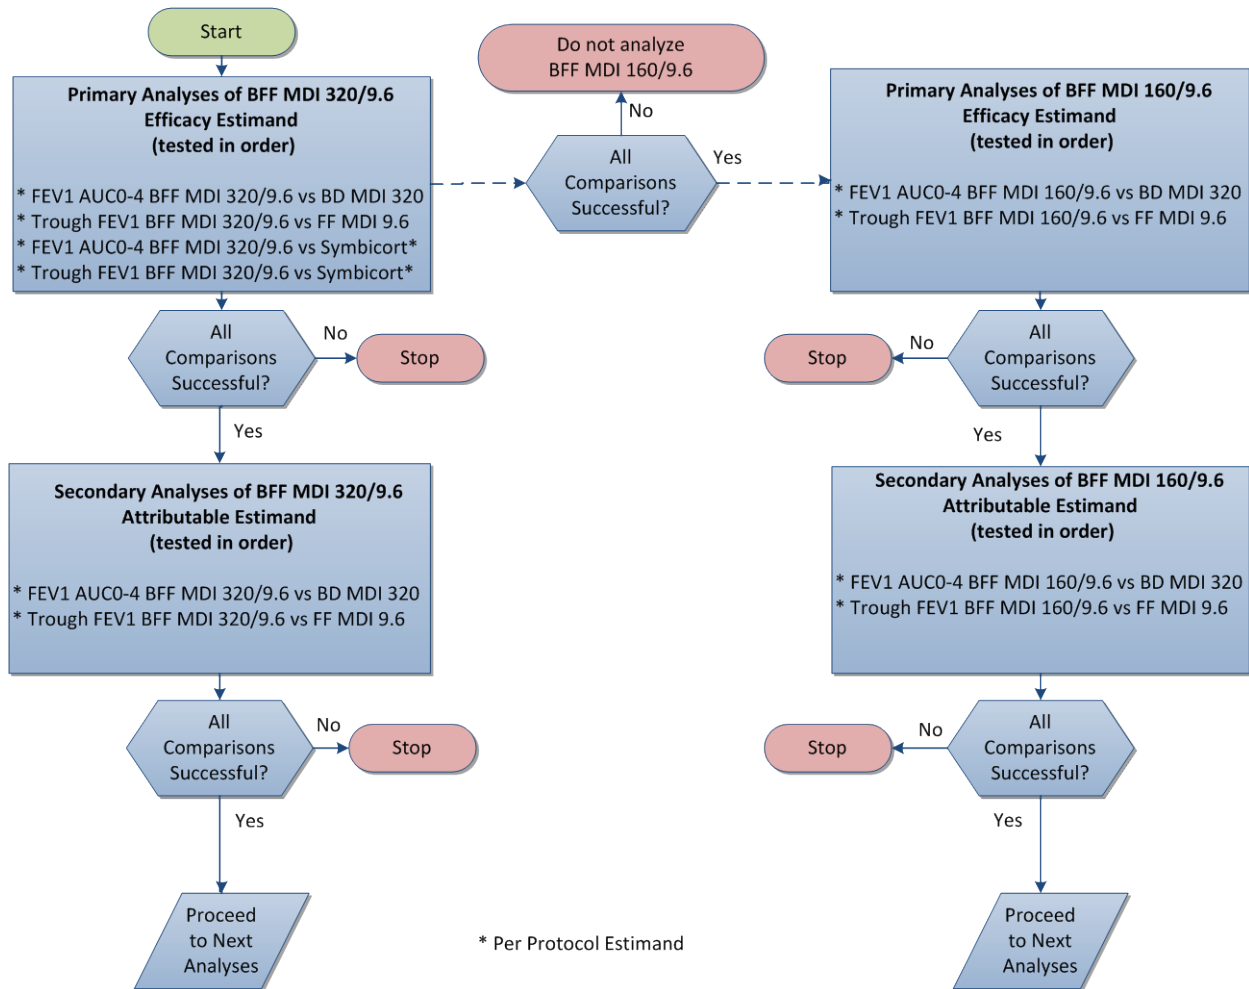 Start
Do not analyze
BFF MDI 160/9.6
No
Primary Analyses of BFF MDI 320/9.6
Efficacy Estimand
(tested in order)
* FEV1 AUC0-4 BFF MDI 320/9.6 vs BD MDI 320
* Trough FEV1 BFF MDI 320/9.6 vs FF MDI 9.6
* FEV1 AUC0-4 BFF MDI 320/9.6 vs Symbicort*
* Trough FEV1 BFF MDI 320/9.6 vs Symbicort*
All
Comparisons
Successful?
Yes
Primary Analyses of BFF MDI 160/9.6
Efficacy Estimand
(tested in order)
* FEV1 AUC0-4 BFF MDI 160/9.6 vs BD MDI 320
* Trough FEV1 BFF MDI 160/9.6 vs FF MDI 9.6
All
Comparisons
Successful?
No
Stop
Yes
Stop
No
All
Comparisons
Successful?
Yes
Secondary Analyses of BFF MDI 320/9.6
Attributable Estimand
(tested in order)
* FEV1 AUC0-4 BFF MDI 320/9.6 vs BD MDI 320
* Trough FEV1 BFF MDI 320/9.6 vs FF MDI 9.6
Secondary Analyses of BFF MDI 160/9.6
Attributable Estimand
(tested in order)
* FEV1 AUC0-4 BFF MDI 160/9.6 vs BD MDI 320
* Trough FEV1 BFF MDI 160/9.6 vs FF MDI 9.6
All
Comparisons
Successful?
No
Stop
Yes
Stop
No
All
Comparisons
Successful?
Yes
Proceed
to Next
Analyses
* Per Protocol Estimand
Proceed
to Next
Analyses